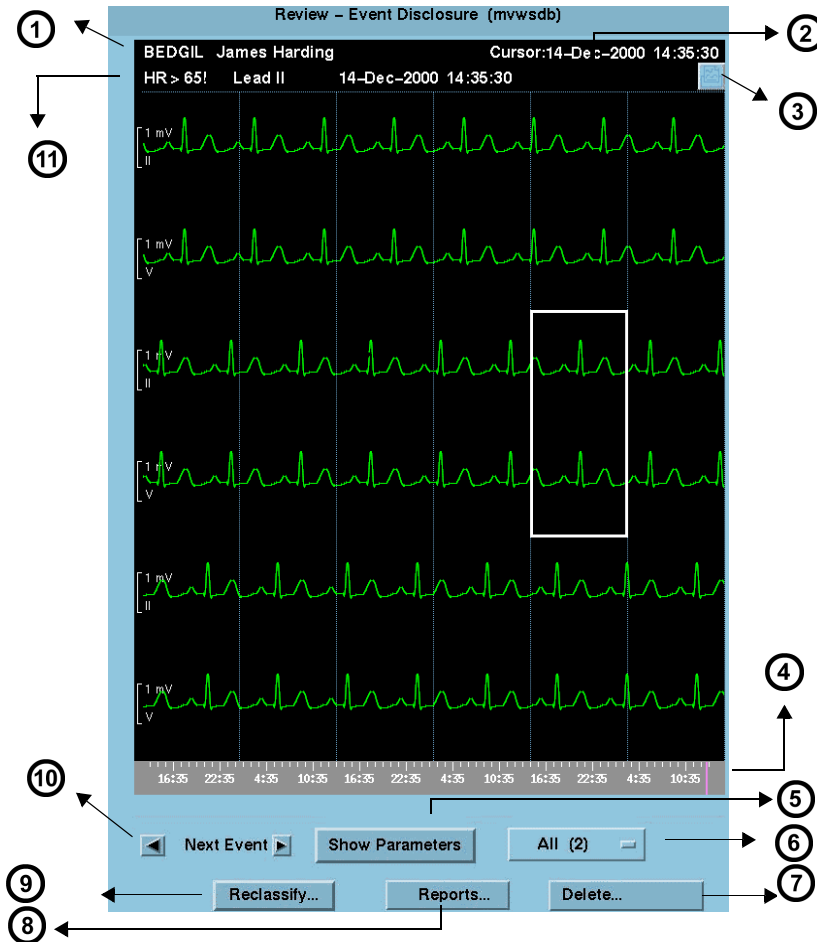 Review – Event Disclosure (mvwsdb)
1
2
BEDGIL James Harding Cursor:14–Dec–2000 14:35:30
HR > 65! Lead II 14–Dec–2000 14:35:30
3
11
1 mV
II
1 mV
V
1 mV
II
1 mV
V
1 mV
II
4
1 mV
V
16:35 22:35 4:35 10:35 16:35 22:35 4:35 10:35 16:35 22:35 4:35 10:35
10
5
Next Event Show Parameters All (2)
6
9
7
Reclassify... Reports... Delete...
8